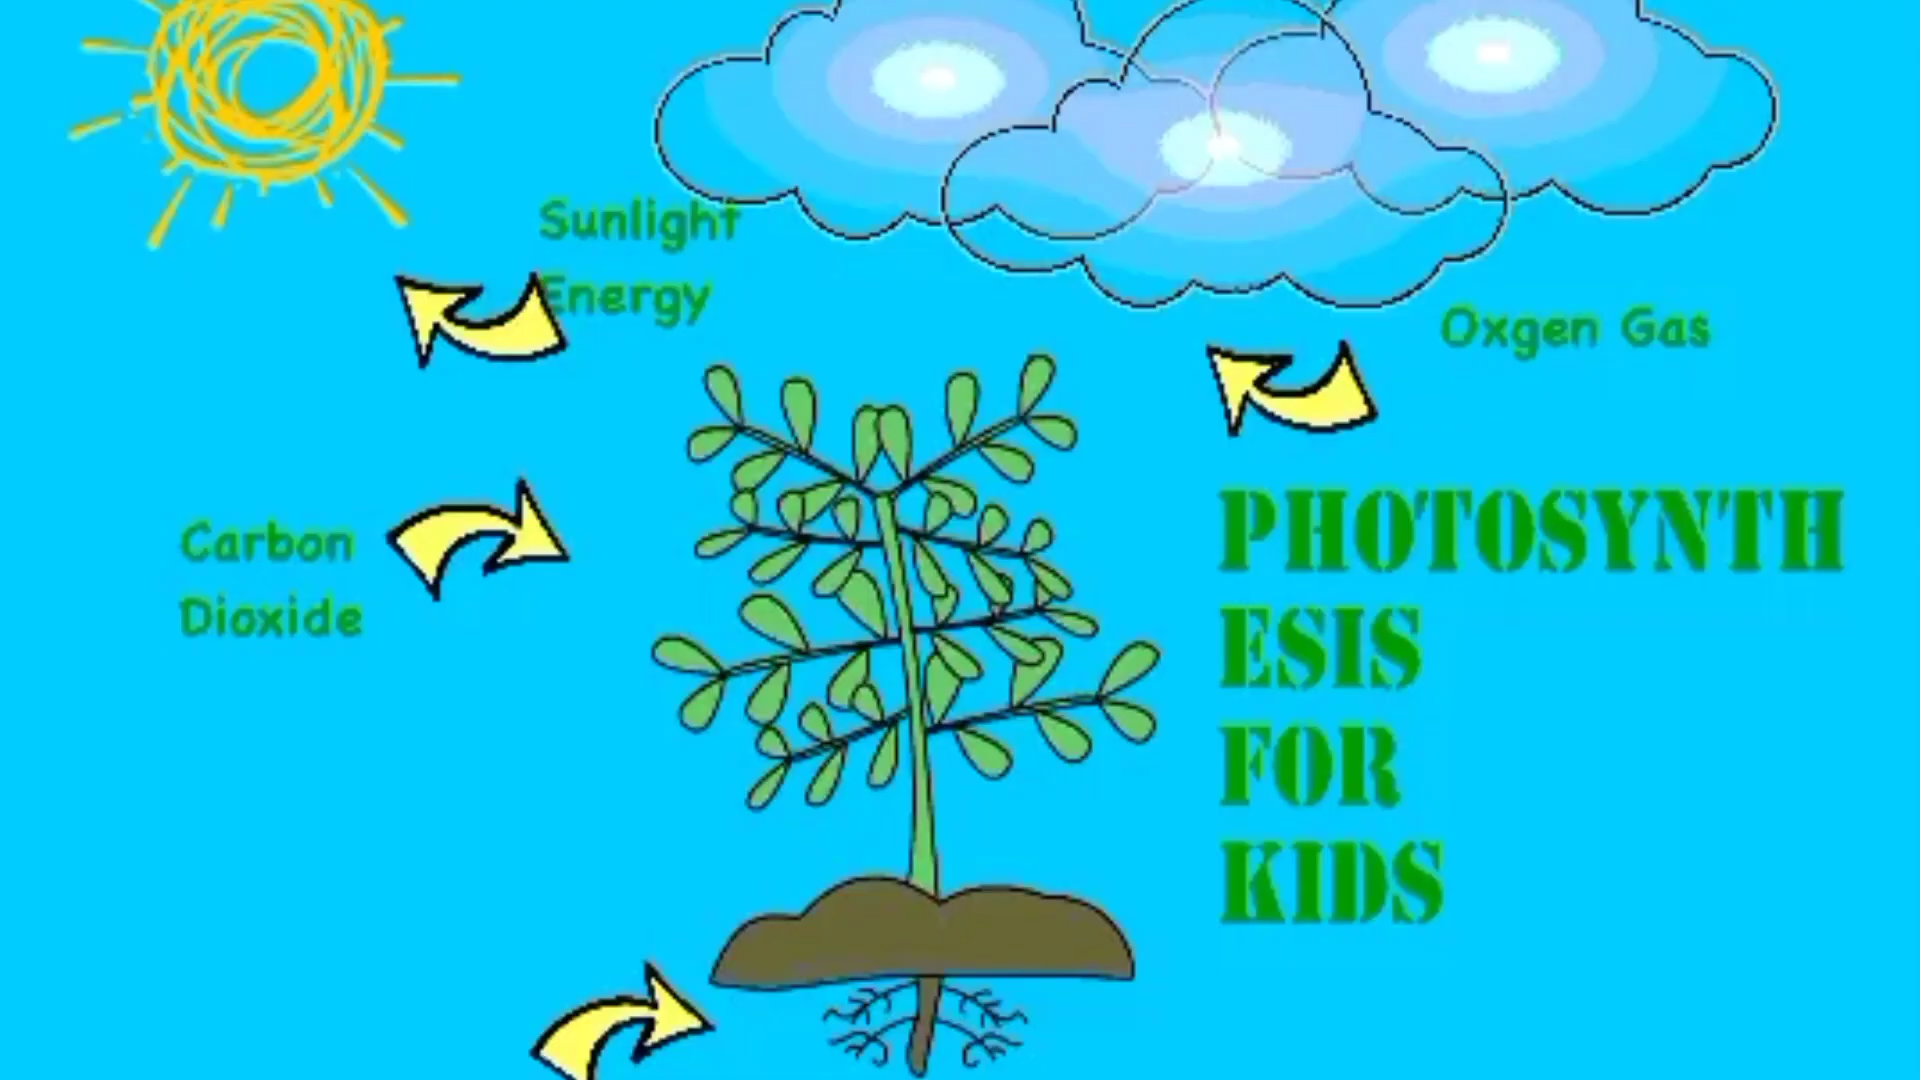 Sunlight
Energy
Oxgen Gas
Carbon
Dioxide
PHOTOSYNTH
ESIS
FOR
KIDS